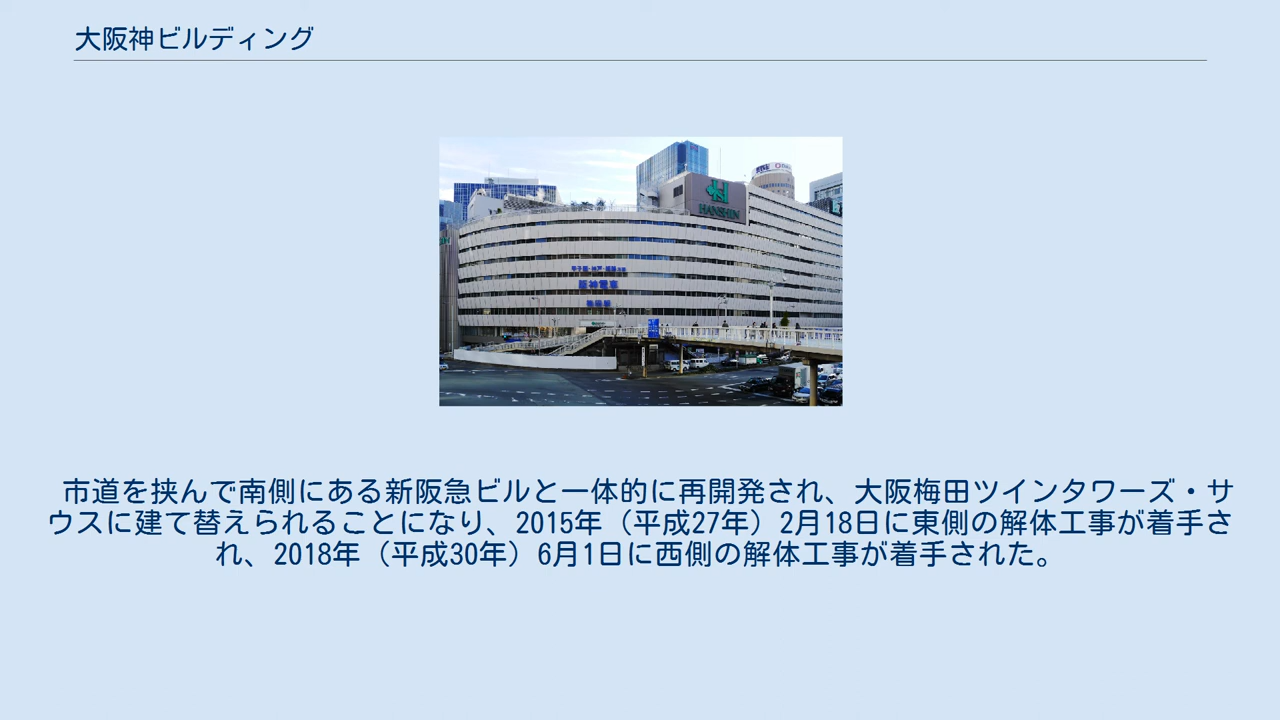 大阪神ビルディング
HANSHIN
阪神電車
市道を挟んで南側にある新阪急ビルと一体的に再開発され、大阪梅田ツインタワーズ・サ
ウスに建て替えられることになり、2015年（平成27年）2月18日に東側の解体工事が着手さ
れ、2018年（平成30年）6月1日に西側の解体工事が着手された。